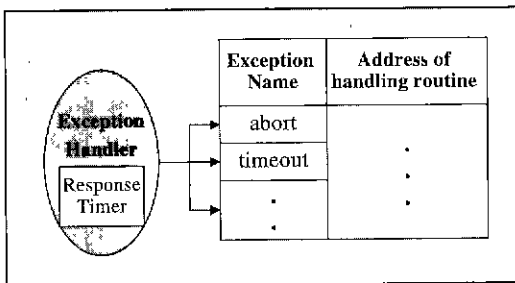 Exception Name
Address of handling routine
abort
timeout
Exception Handler
Response Timer